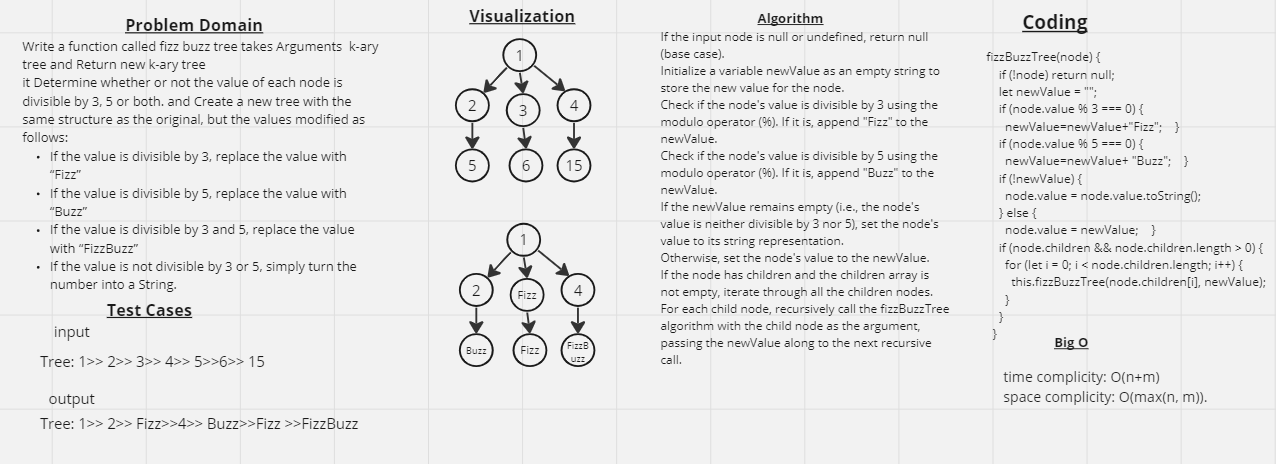 Problem Domain
Write a function called fizz buzz tree takes Arguments k-ary
tree and Return new k-ary tree
it Determine whether or not the value of each node is
divisible by 3, 5 or both. and Create a new tree with the
same structure as the original, but the values modified as
follows:
• If the value is divisible by 3, replace the value with
“Fizz”
• If the value is divisible by 5, replace the value with
“Buzz”
• If the value is divisible by 3 and 5, replace the value
with “FizzBuzz”
• If the value is not divisible by 3 or 5, simply turn the
number into a String.
Test Cases
input
Tree: 1>> 2>> 3>> 4>> 5>>6>> 15
output
Tree: 1>> 2>> Fizz>>4>> Buzz>>Fizz >>FizzBuzz
Visualization
1
2 3 4
5 6 15
1
2 Fizz 4
Buzz Fizz FizzB
uzz
Algorithm
If the input node is null or undefined, return null
(base case).
Initialize a variable newValue as an empty string to
store the new value for the node.
Check if the node's value is divisible by 3 using the
modulo operator (%). If it is, append "Fizz" to the
newValue.
Check if the node's value is divisible by 5 using the
modulo operator (%). If it is, append "Buzz" to the
newValue.
If the newValue remains empty (i.e., the node's
value is neither divisible by 3 nor 5), set the node's
value to its string representation.
Otherwise, set the node's value to the newValue.
If the node has children and the children array is
not empty, iterate through all the children nodes.
For each child node, recursively call the fizzBuzzTree
algorithm with the child node as the argument,
passing the newValue along to the next recursive
call.
Coding
fizzBuzzTree(node) {
if (!node) return null;
let newValue = "";
if (node.value % 3 === 0) {
newValue=newValue+"Fizz"; }
if (node.value % 5 === 0) {
newValue=newValue+ "Buzz"; }
if (!newValue) {
node.value = node.value.toString();
} else {
node.value = newValue; }
if (node.children && node.children.length > 0) {
for (let i = 0; i < node.children.length; i++) {
this.fizzBuzzTree(node.children[i], newValue);
}
}
}
Big O
time complicity: O(n+m)
space complicity: O(max(n, m)).